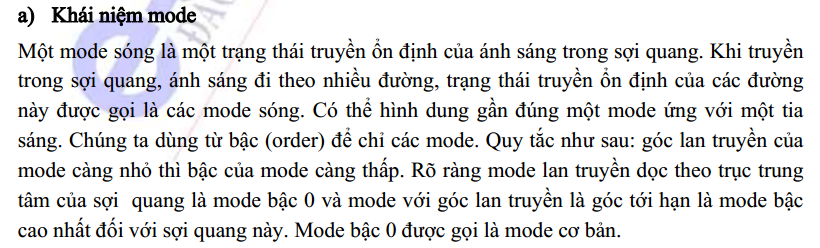 a) Khái niệm mode
Một mode sóng là một trạng thái truyền ổn định của ánh sáng trong sợi quang. Khi truyền
trong sợi quang, ánh sáng đi theo nhiều đường, trạng thái truyền ổn định của các đường
này được gọi là các mode sóng. Có thể hình dung gần đúng một mode ứng với một tia
sáng. Chúng ta dùng từ bậc (order) để chỉ các mode. Quy tắc như sau: góc lan truyền của
mode càng nhỏ thì bậc của mode càng thấp. Rõ ràng mode lan truyền dọc theo trục trung
tâm của sợi quang là mode bậc 0 và mode với góc lan truyền là góc tới hạn là mode bậc
cao nhất đối với sợi quang này. Mode bậc 0 được gọi là mode cơ bản.